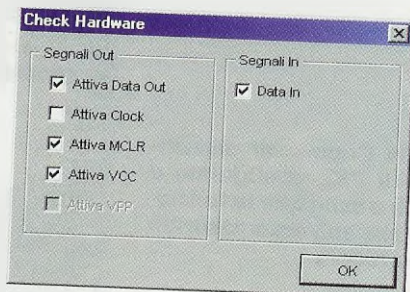 Check Hardware
Segnali Out
Attiva Data Out
Attiva Clock
Attiva MCLR
Attiva VCC
Attiva VPP
Segnali In
Data In
OK